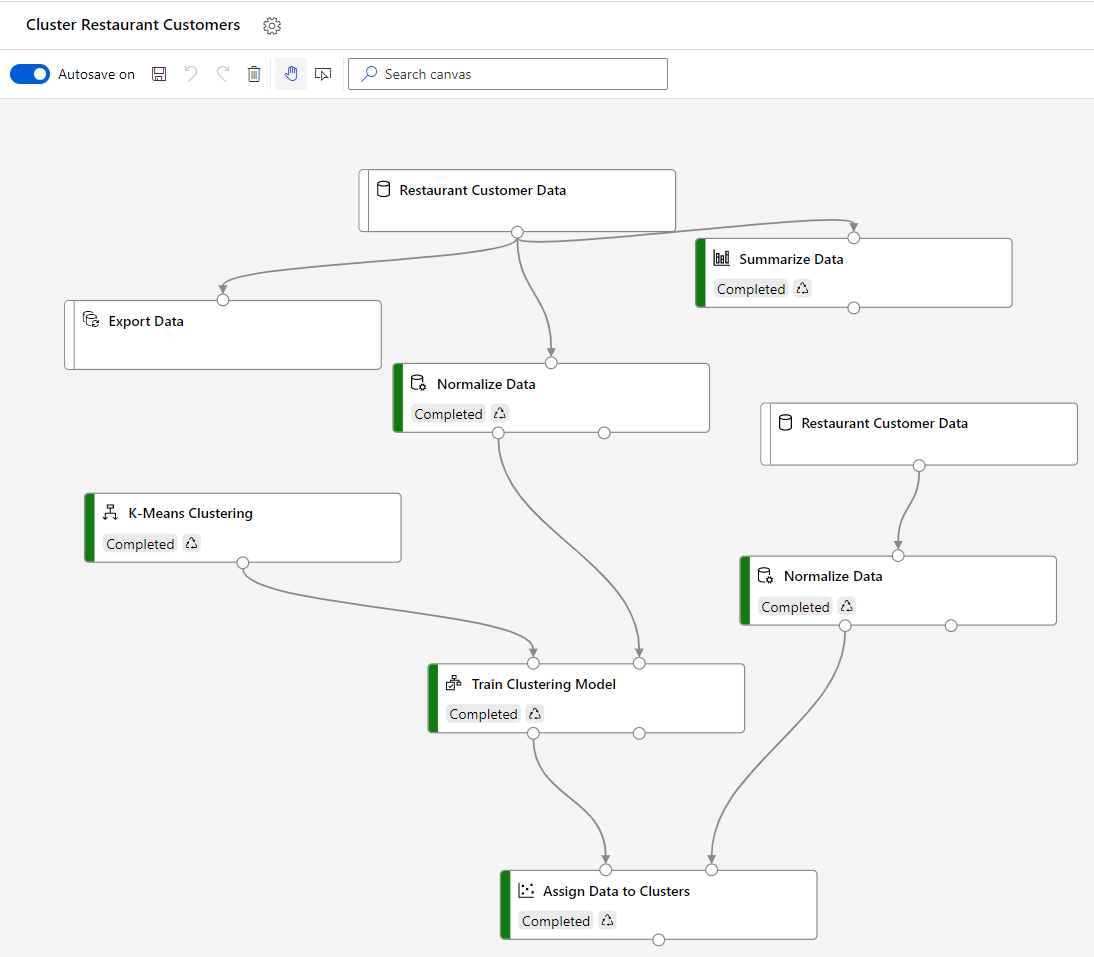 Cluster Restaurant Customers
Autosave on
Search canvas
Restaurant Customer Data
Summarize Data
Completed
Export Data
Normalize Data
Completed
Restaurant Customer Data
K-Means Clustering
Completed
Normalize Data
Completed
Train Clustering Model
Completed
Assign Data to Clusters
Completed